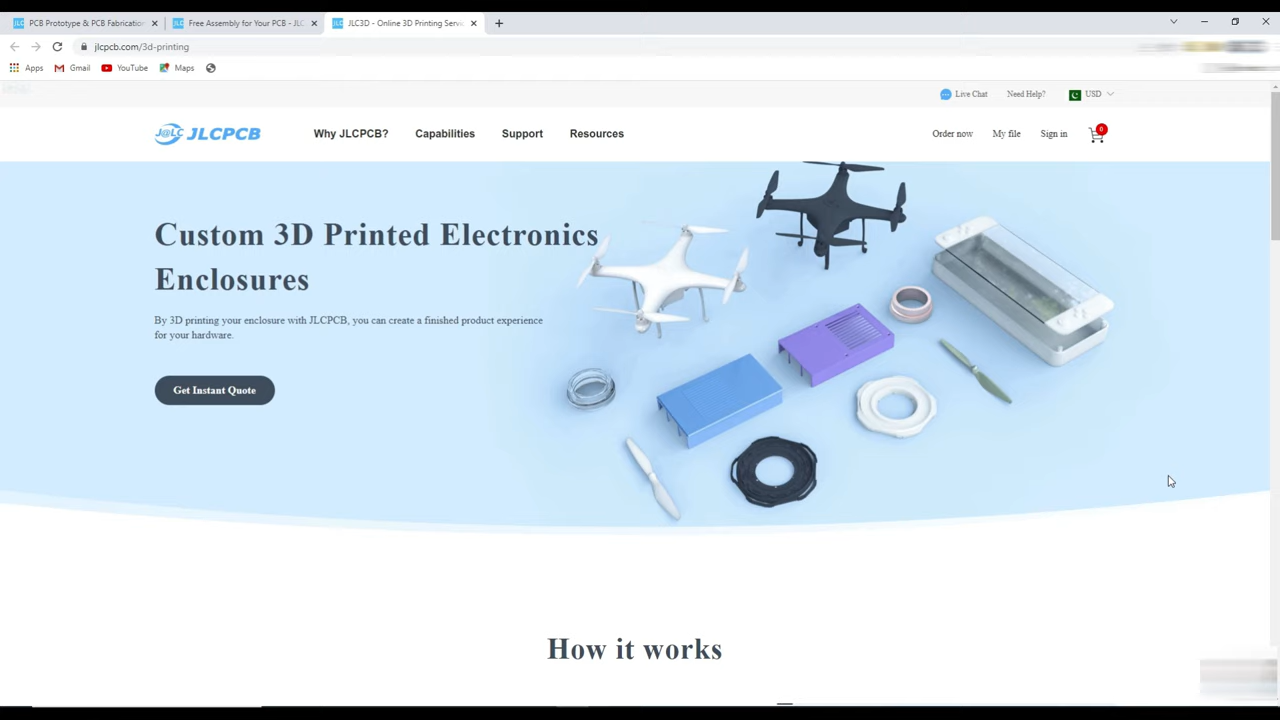 PCB Prototype & PCB Fabrication
Free Assembly for Your PCB - JLC
JLC3D - Online 3D Printing Serv
jlcpcb.com/3d-printing
Apps
Gmail
YouTube
Maps
Live Chat
Need Help?
USD
J@LC JLCPCB
Why JLCPCB?
Capabilities
Support
Resources
Order now
My file
Sign in
0
Custom 3D Printed Electronics
Enclosures
By 3D printing your enclosure with JLCPCB, you can create a finished product experience
for your hardware.
Get Instant Quote
How it works